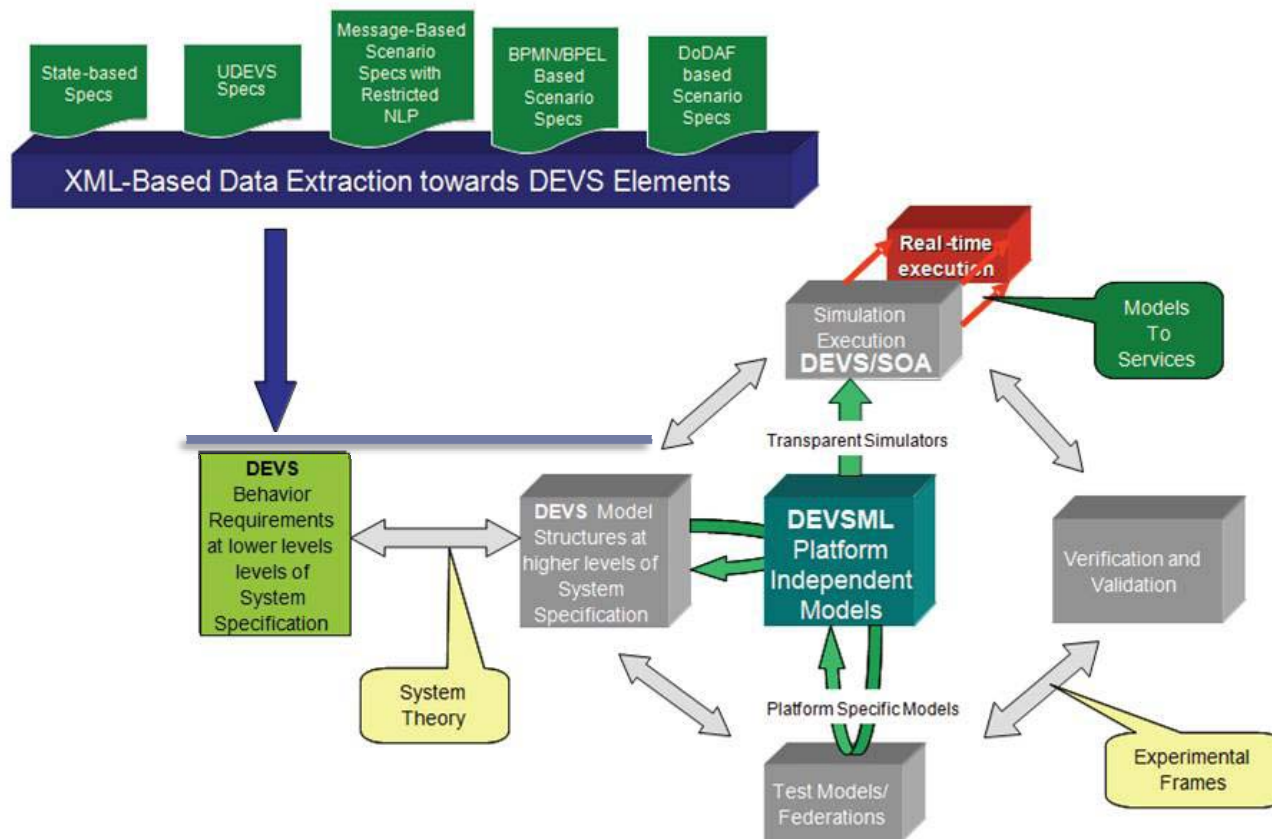 State-based
Specs
UDEVS
Specs
Message-Based
Scenario
Specs with
Restricted
NLP
BPMN/BPEL
Based
Scenario
Specs
DoDAF
based
Scenario
Specs
XML-Based Data Extraction towards DEVS Elements
Real-time
execution
Simulation
Execution
DEVS/SOA
Models
To
Services
Transparent Simulators
DEVS
Behavior
Requirements
at lower levels
levels of
System
Specification
DEVS Model
Structures at
higher levels of
System
Specification
DEVSML
Platform
Independent
Models
Verification and
Validation
System
Theory
Platform Specific Models
Test Models/
Federations
Experimental
Frames